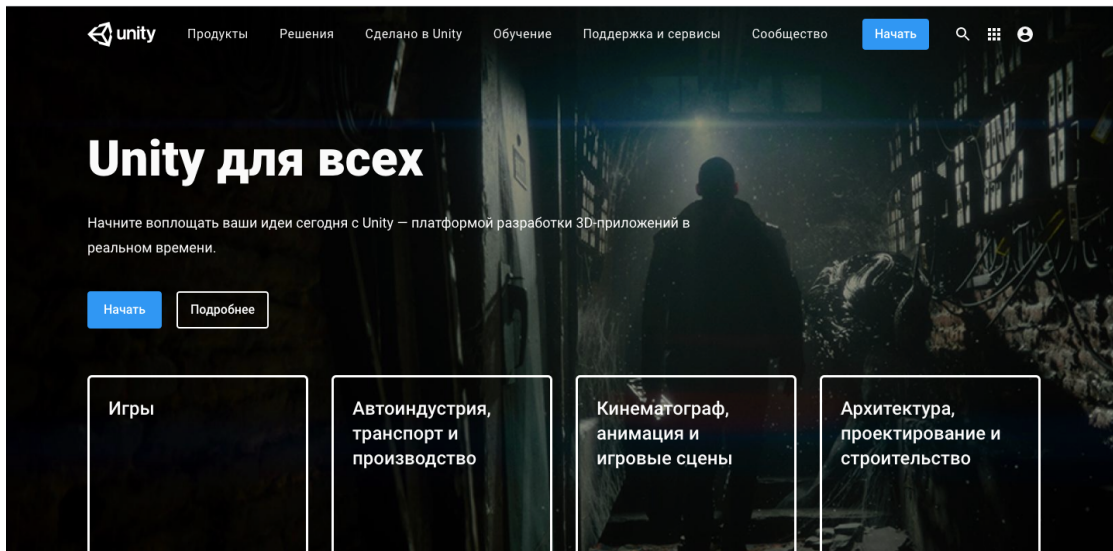 unity
Продукты
Решения
Сделано в Unity
Обучение
Поддержка и сервисы
Сообщество
Начать
Unity для всех
Начните воплощать ваши идеи сегодня с Unity — платформой разработки 3D-приложений в
реальном времени.
Начать
Подробнее
Игры
Автоиндустрия,
транспорт и
производство
Кинематограф,
анимация и
игровые сцены
Архитектура,
проектирование и
строительство